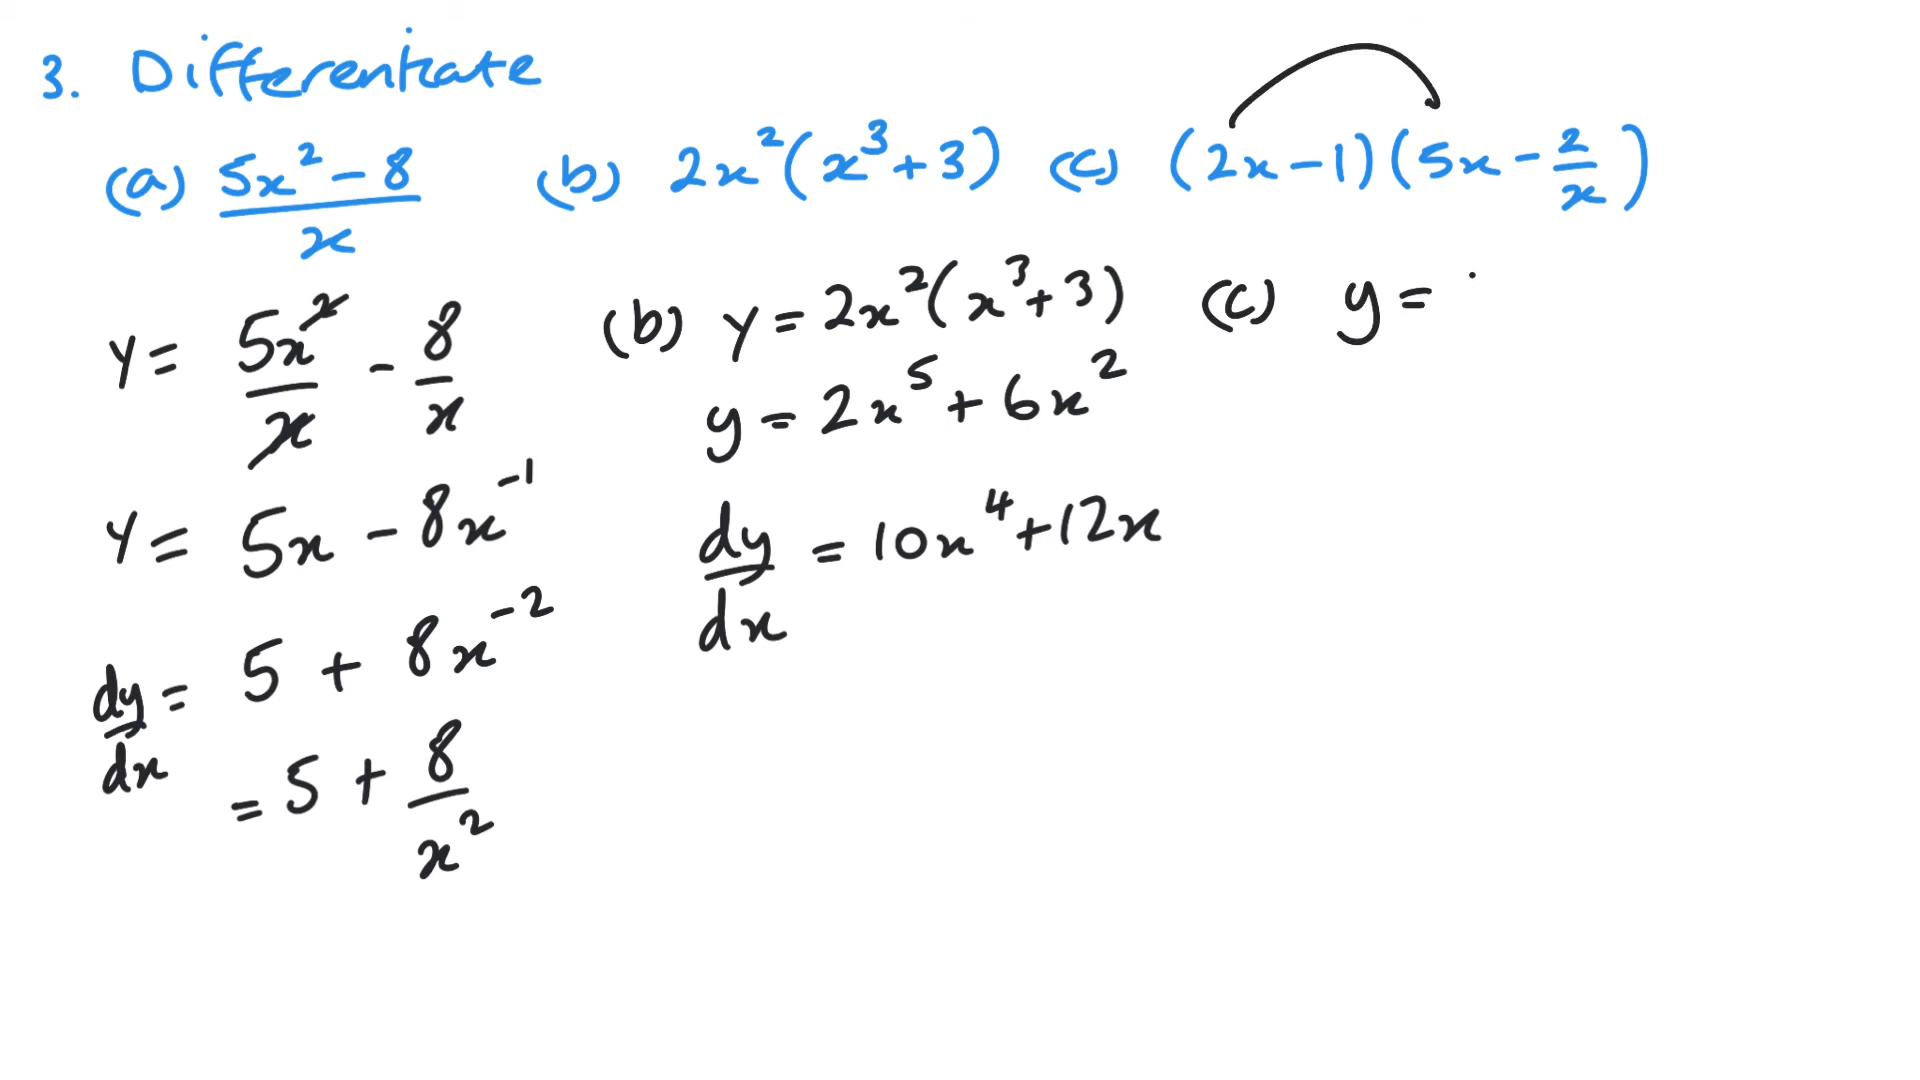 3. Differentiate
(a) (5x² - 8)/x (b) 2x²(x³ + 3) (c) (2x - 1)(5x - 2/x)
y = 5x²/x - 8/x
y = 5x - 8x⁻¹
dy/dx = 5 + 8x⁻²
= 5 + 8/x²
(b) y = 2x²(x³ + 3)
y = 2x⁵ + 6x²
dy/dx = 10x⁴ + 12x
(c) y =